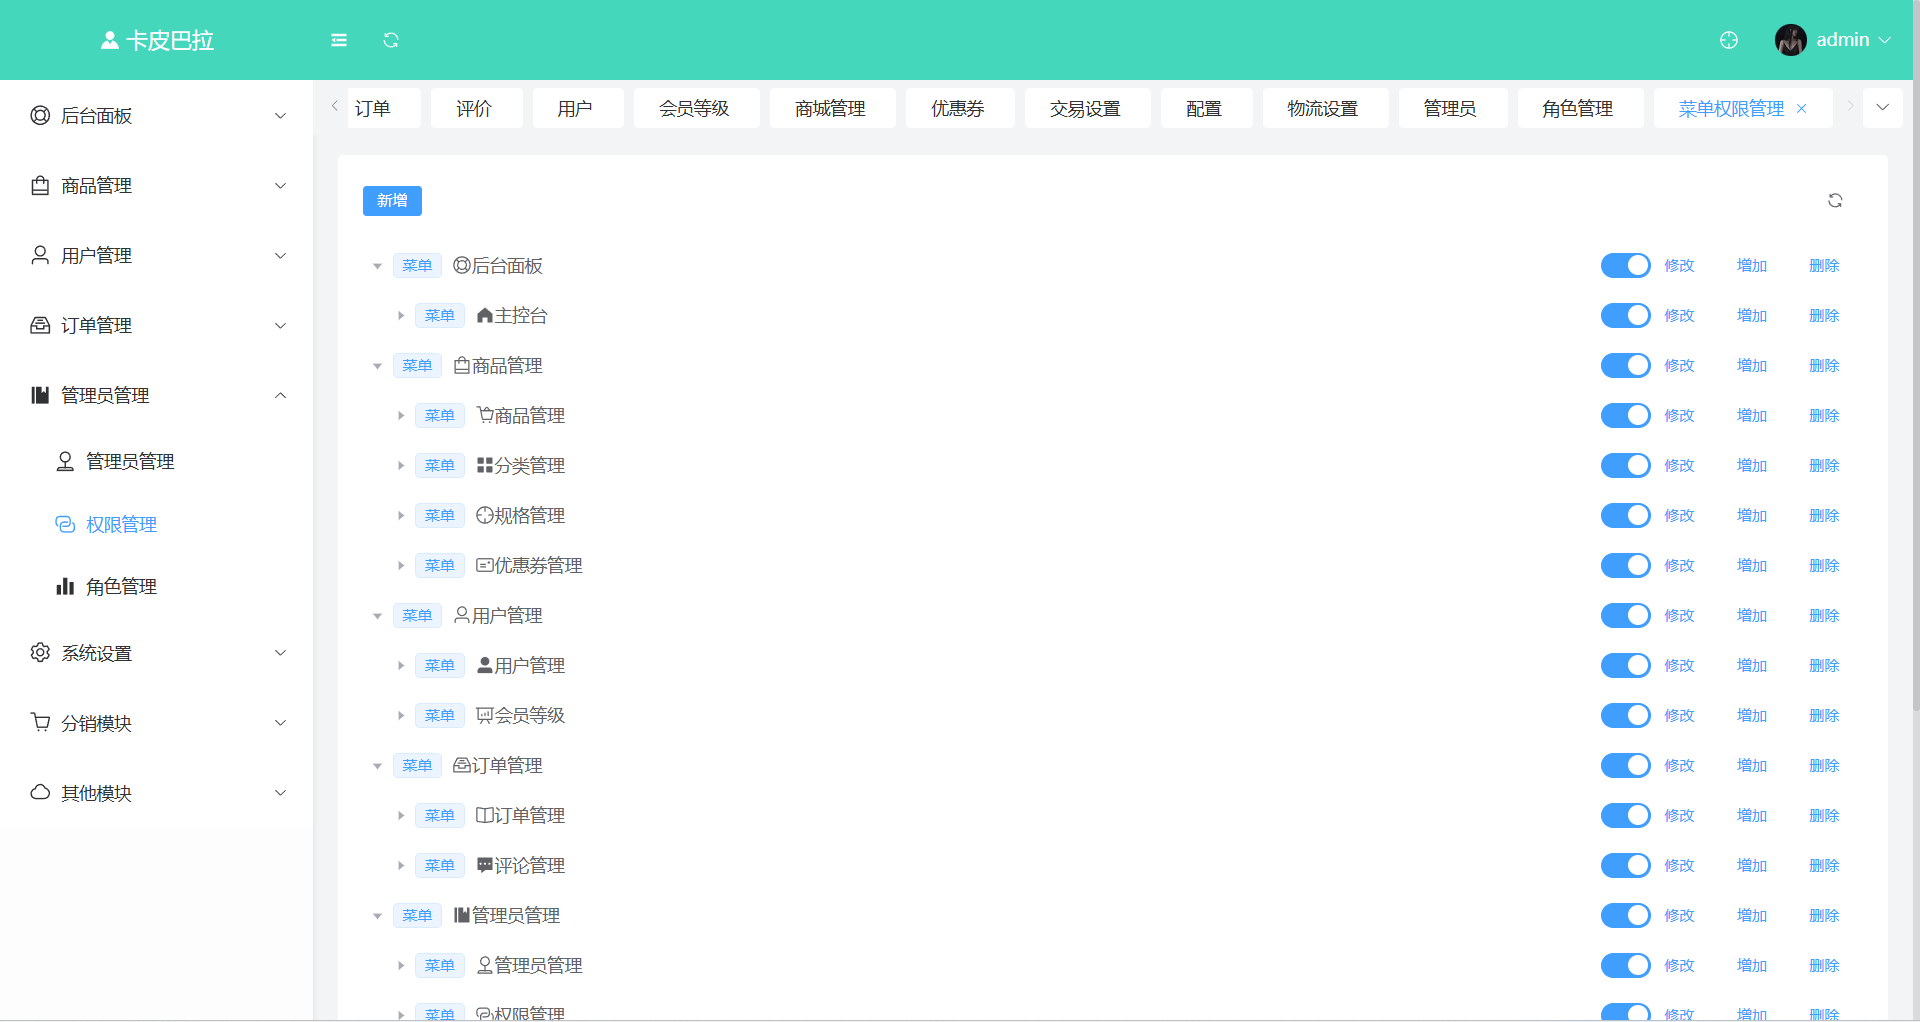 卡皮巴拉
admin
后台面板
商品管理
用户管理
订单管理
管理员管理
管理员管理
权限管理
角色管理
系统设置
分销模块
其他模块
订单 评价 用户 会员等级 商城管理 优惠券 交易设置 配置 物流设置 管理员 角色管理 菜单权限管理
新增
菜单 后台面板 修改 增加 删除
菜单 主控台 修改 增加 删除
菜单 商品管理 修改 增加 删除
菜单 商品管理 修改 增加 删除
菜单 分类管理 修改 增加 删除
菜单 规格管理 修改 增加 删除
菜单 优惠券管理 修改 增加 删除
菜单 用户管理 修改 增加 删除
菜单 用户管理 修改 增加 删除
菜单 会员等级 修改 增加 删除
菜单 订单管理 修改 增加 删除
菜单 订单管理 修改 增加 删除
菜单 评论管理 修改 增加 删除
菜单 管理员管理 修改 增加 删除
菜单 管理员管理 修改 增加 删除
菜单 权限管理 修改 增加 删除